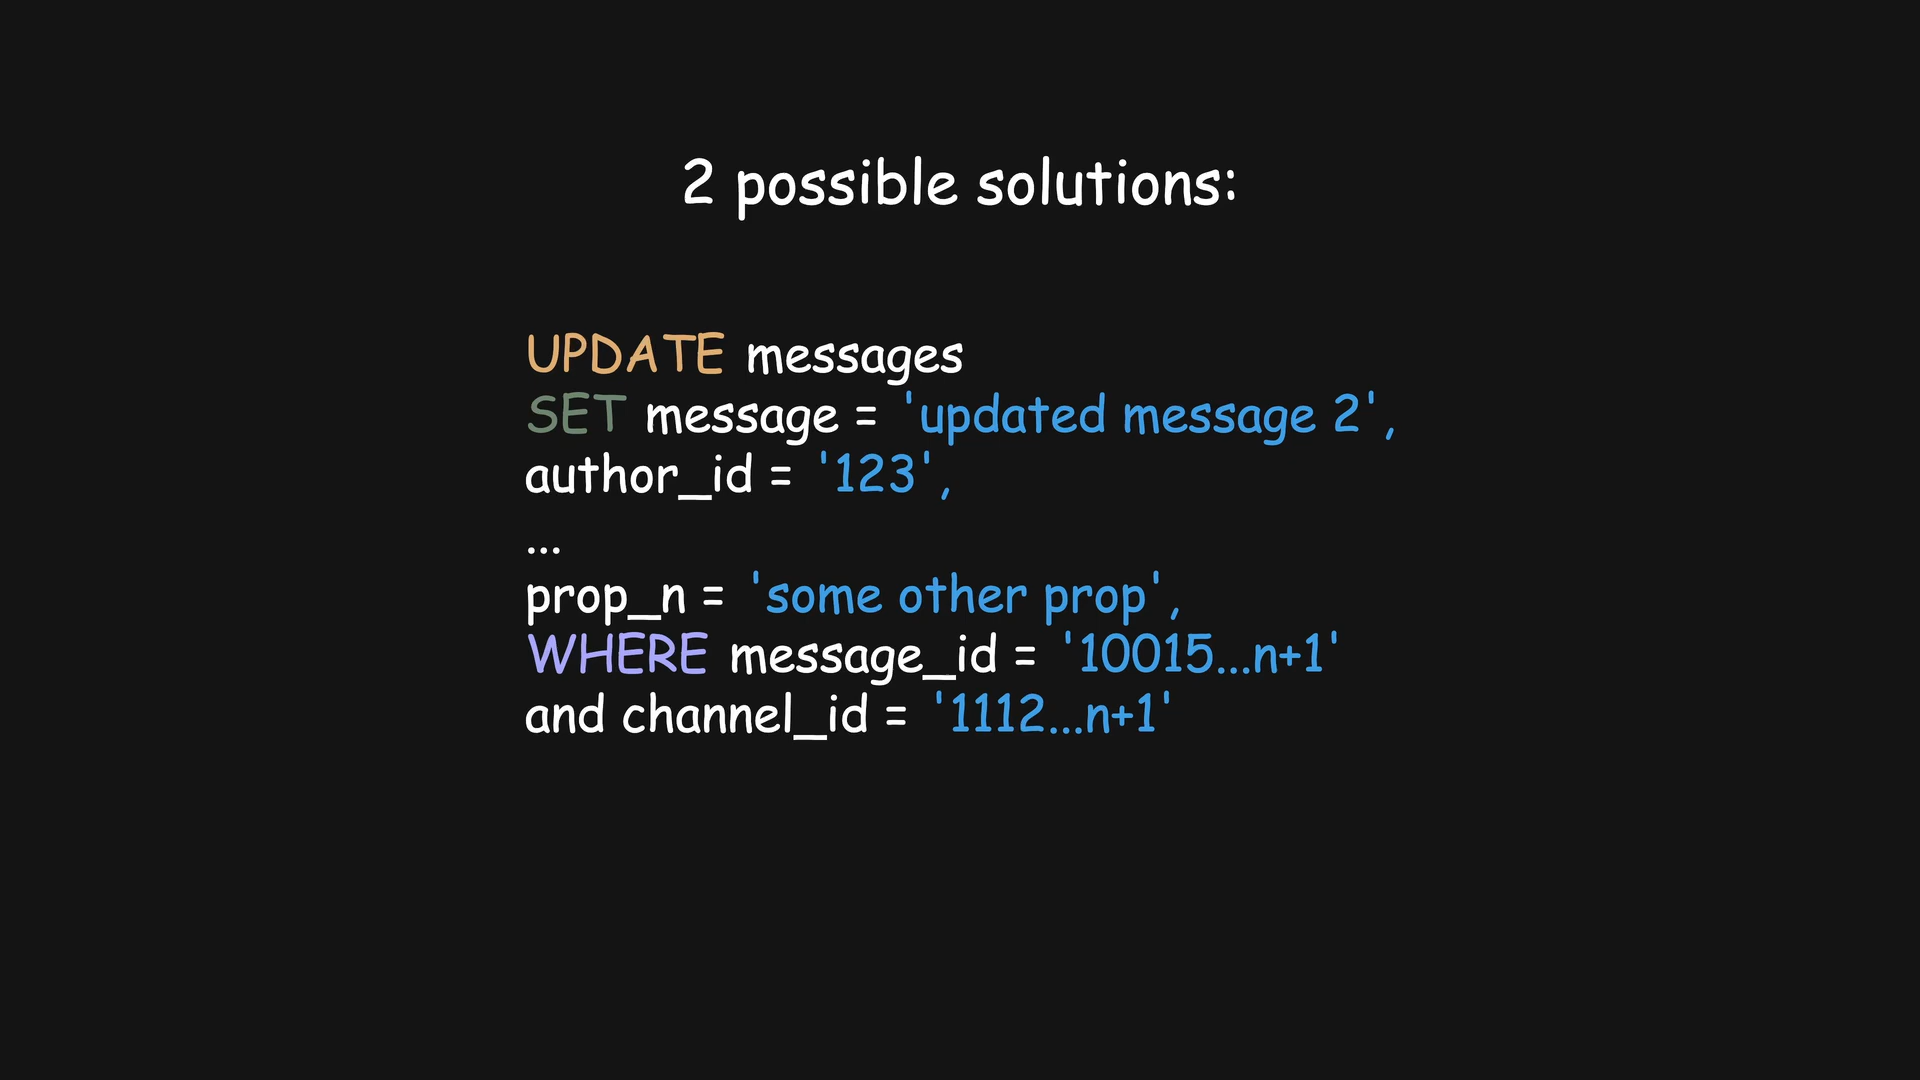 2 possible solutions:
UPDATE messages
SET message = 'updated message 2',
author_id = '123',
...
prop_n = 'some other prop',
WHERE message_id = '10015...n+1'
and channel_id = '1112...n+1'